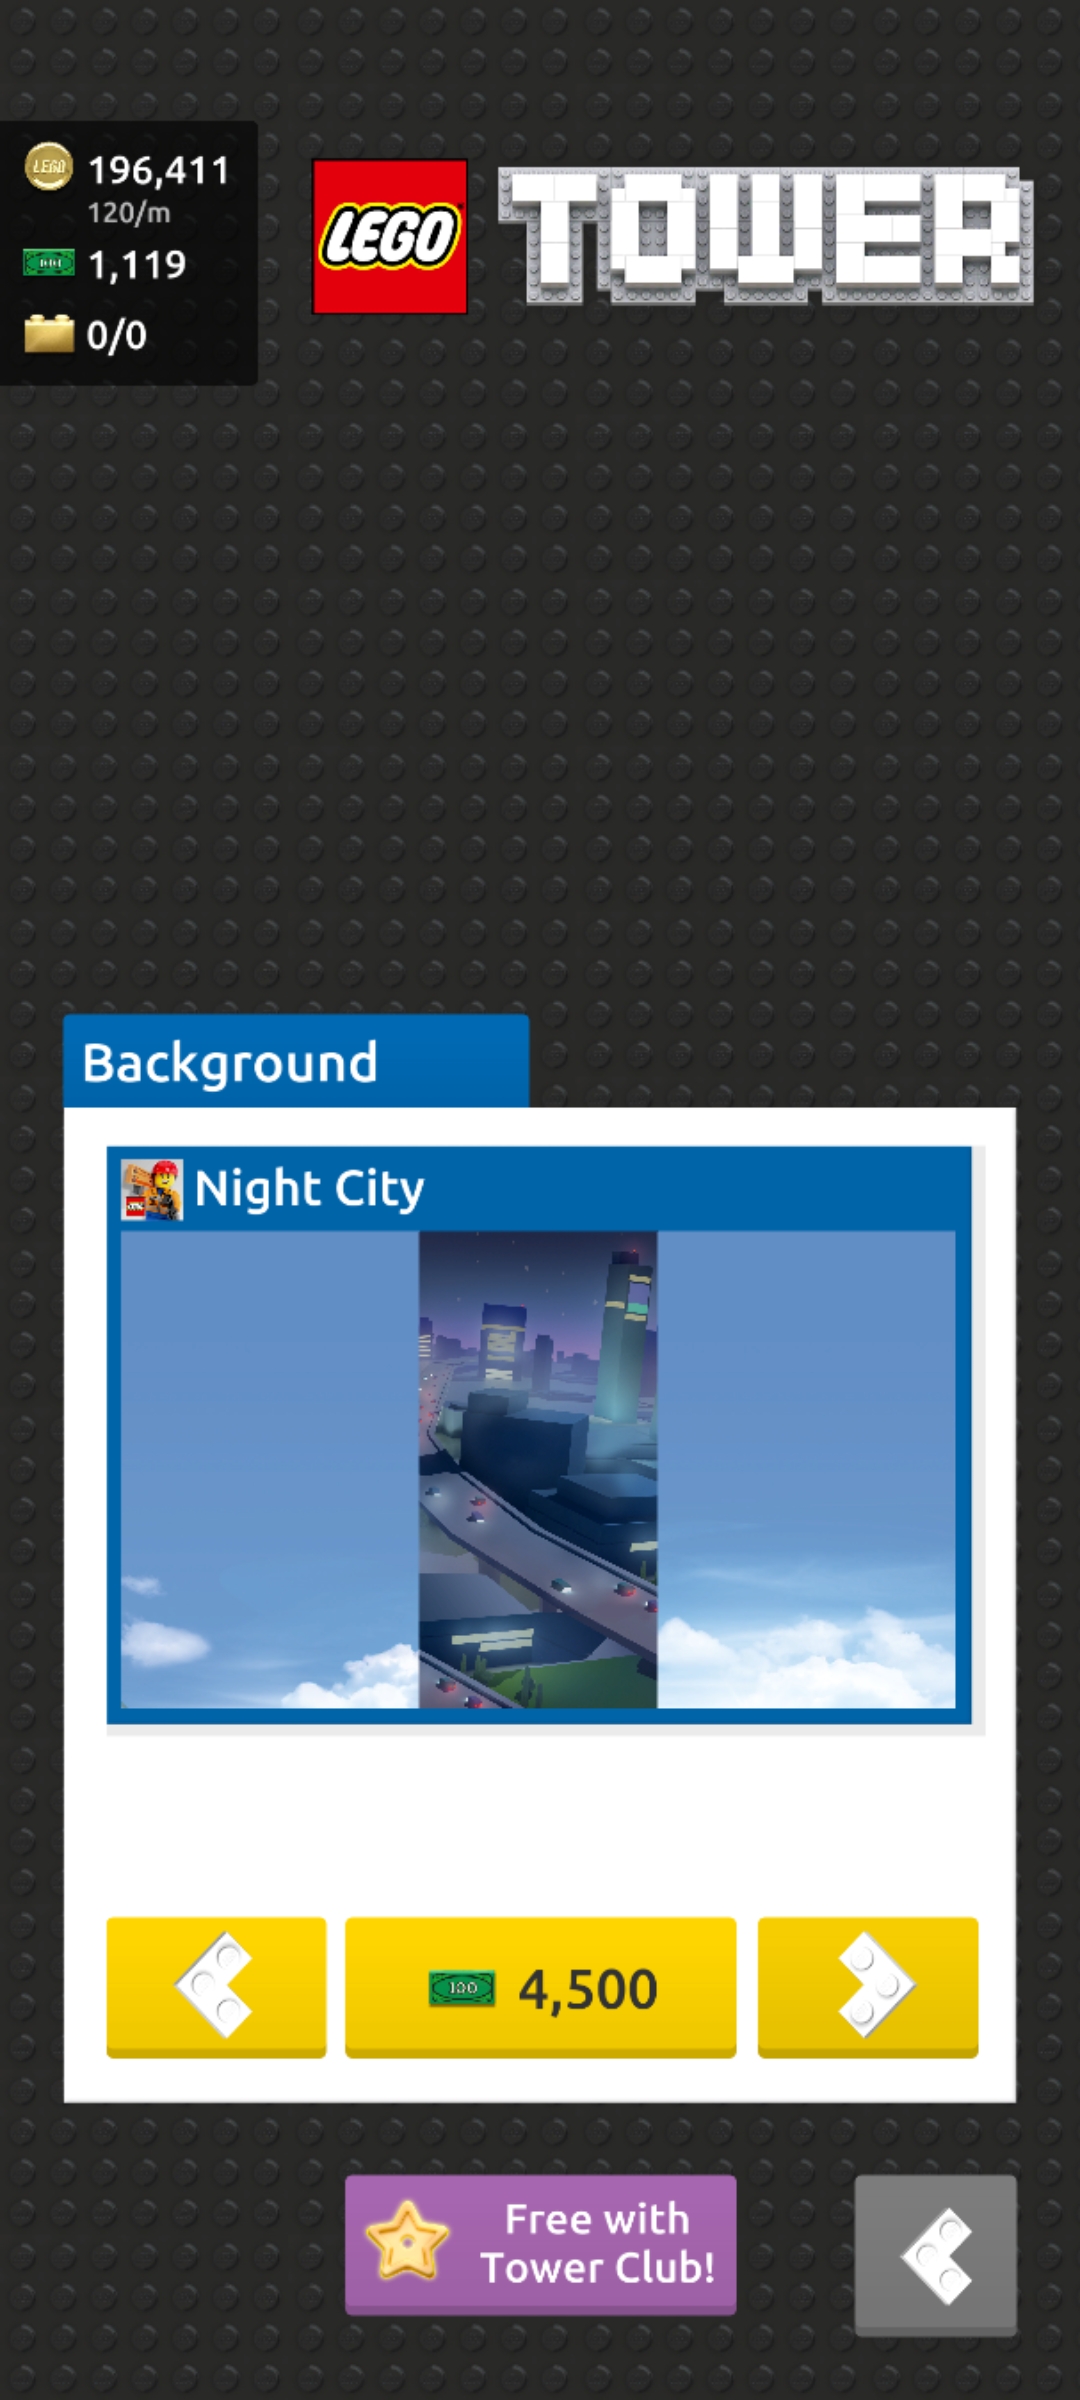 196,411
120/m
1,119
0/0
LEGO
TOWER
Background
Night City
4,500
Free with
Tower Club!